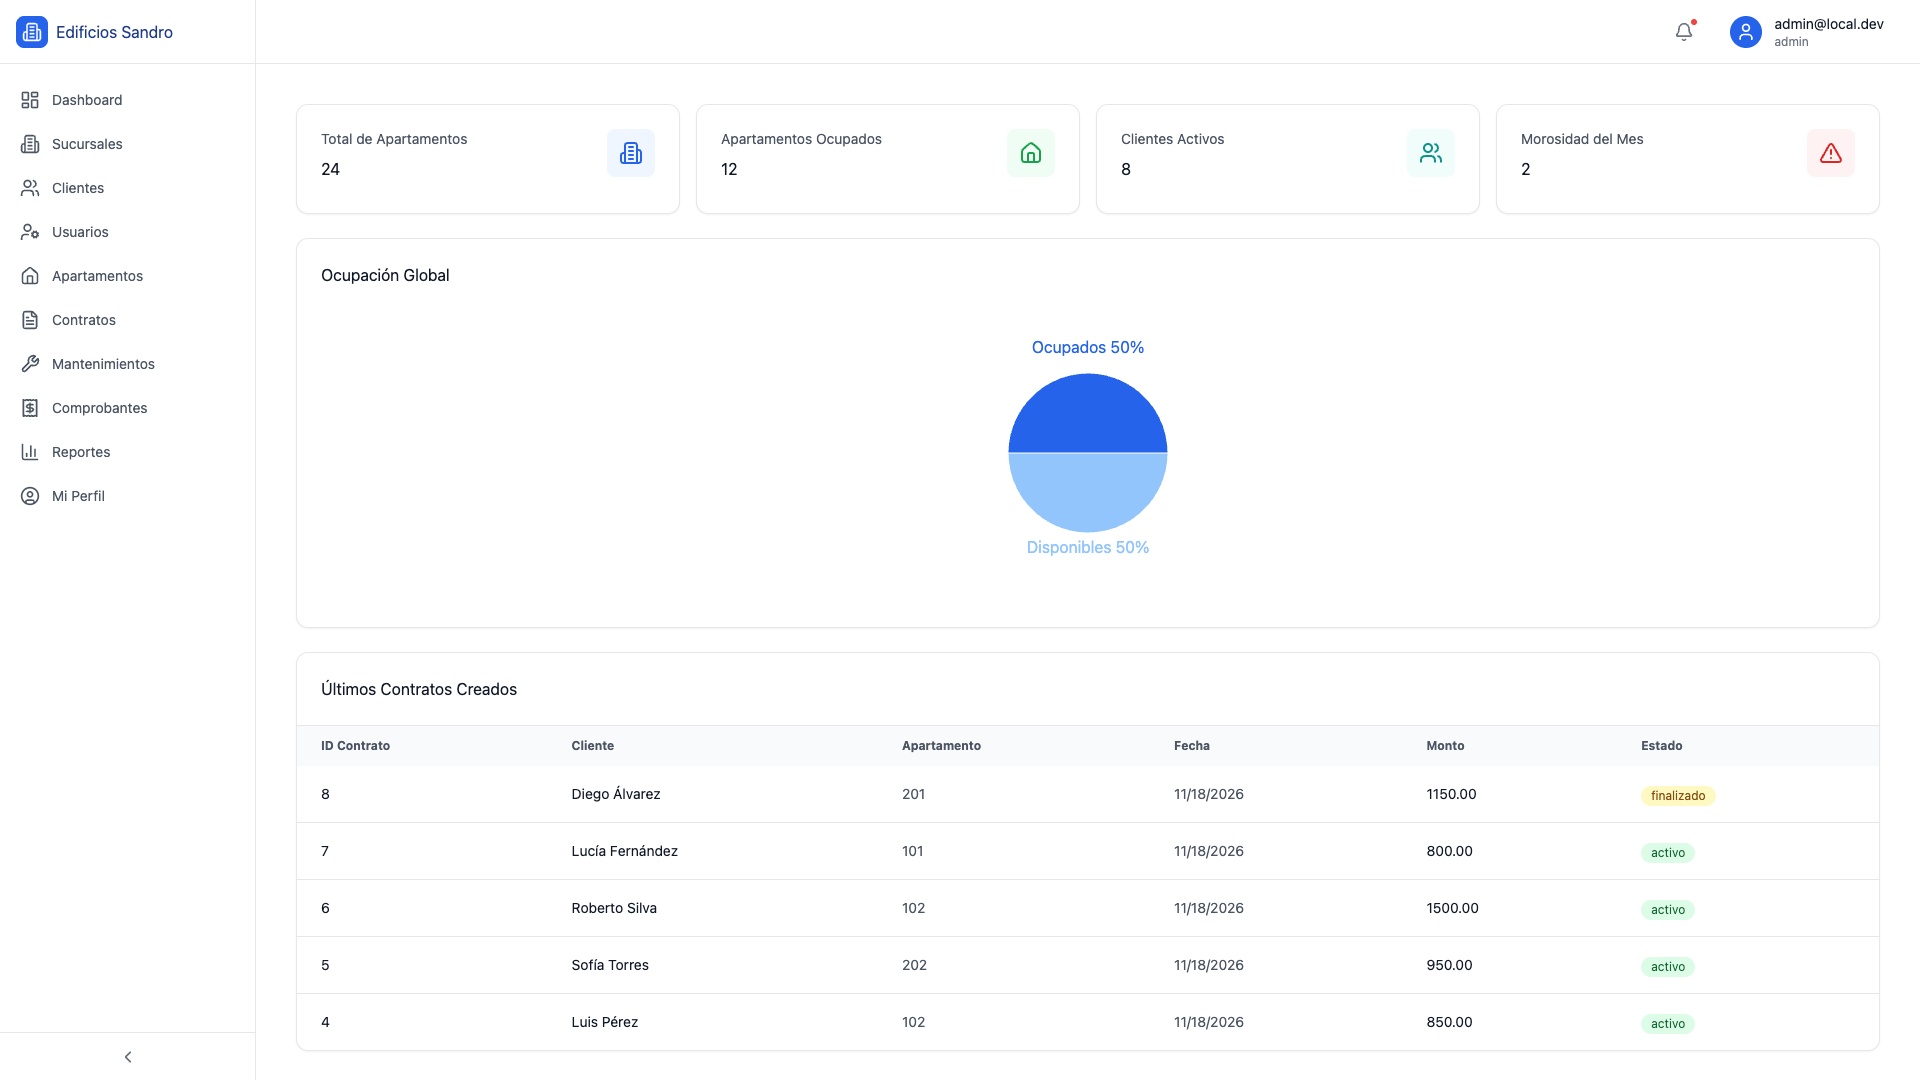 Edificios Sandro
admin@local.dev
admin
Dashboard
Sucursales
Clientes
Usuarios
Apartamentos
Contratos
Mantenimientos
Comprobantes
Reportes
Mi Perfil
Total de Apartamentos
24
Apartamentos Ocupados
12
Clientes Activos
8
Morosidad del Mes
2
Ocupación Global
Ocupados 50%
Disponibles 50%
Últimos Contratos Creados
ID Contrato Cliente Apartamento Fecha Monto Estado
8 Diego Álvarez 201 11/18/2026 1150.00 finalizado
7 Lucía Fernández 101 11/18/2026 800.00 activo
6 Roberto Silva 102 11/18/2026 1500.00 activo
5 Sofía Torres 202 11/18/2026 950.00 activo
4 Luis Pérez 102 11/18/2026 850.00 activo